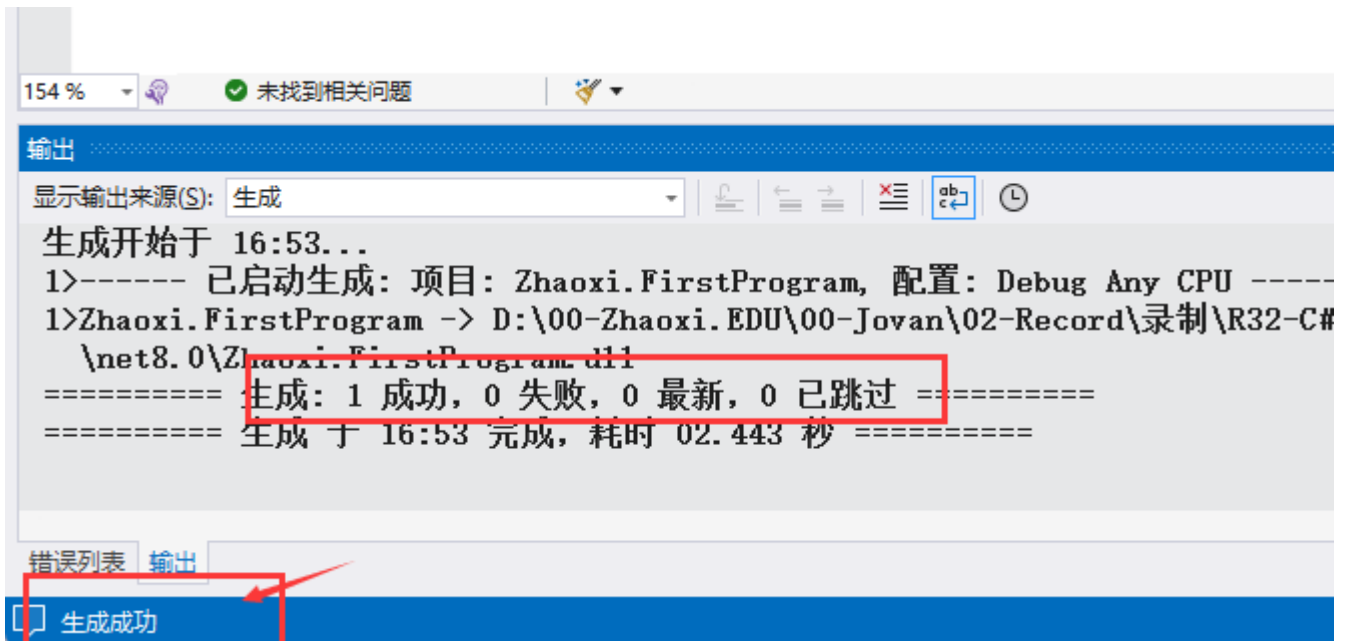 154 %
未找到相关问题
输出
显示输出来源(S): 生成
生成开始于 16:53...
1>------ 已启动生成: 项目: Zhaoxi.FirstProgram, 配置: Debug Any CPU -----
1>Zhaoxi.FirstProgram -> D:\00-Zhaoxi.EDU\00-Jovan\02-Record\录制\R32-C#
\net8.0\Zhaoxi.FirstProgram.dll
========== 生成: 1 成功，0 失败，0 最新，0 已跳过 ==========
========== 生成 于 16:53 完成，耗时 02.443 秒 ==========
错误列表 输出
生成成功